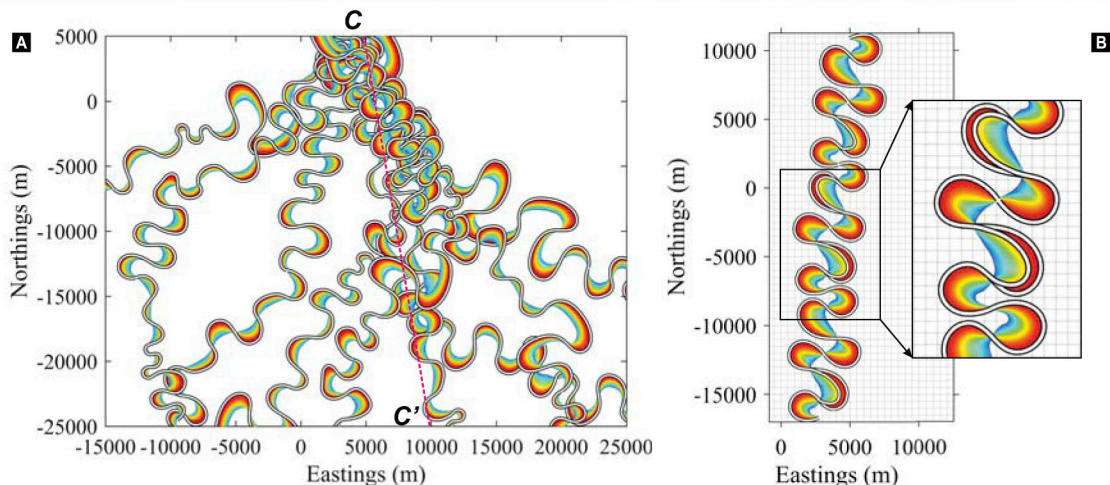 A
C
5000
0
-5000
-10000
-15000
-20000
-25000
Northings (m)
C'
-15000 -10000 -5000 0 5000 10000 15000 20000 25000
Eastings (m)
B
10000
5000
0
-5000
-10000
-15000
Northings (m)
0 5000 10000
Eastings (m)